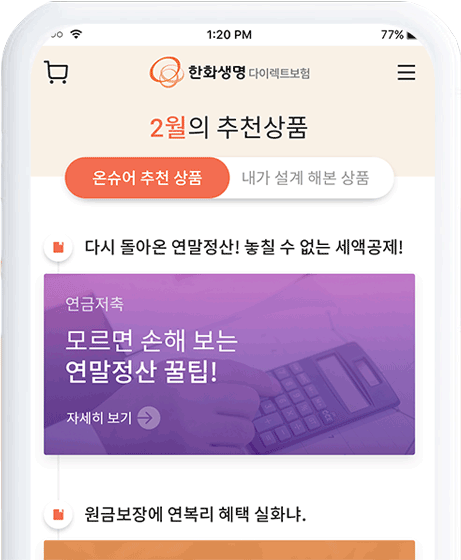 1:20 PM
77%
한화생명 다이렉트보험
2월의 추천상품
온슈어 추천 상품
내가 설계 해본 상품
다시 돌아온 연말정산! 놓칠 수 없는 세액공제!
연금저축
모르면 손해 보는
연말정산 꿀팁!
자세히 보기
원금보장에 연복리 혜택 실화냐.